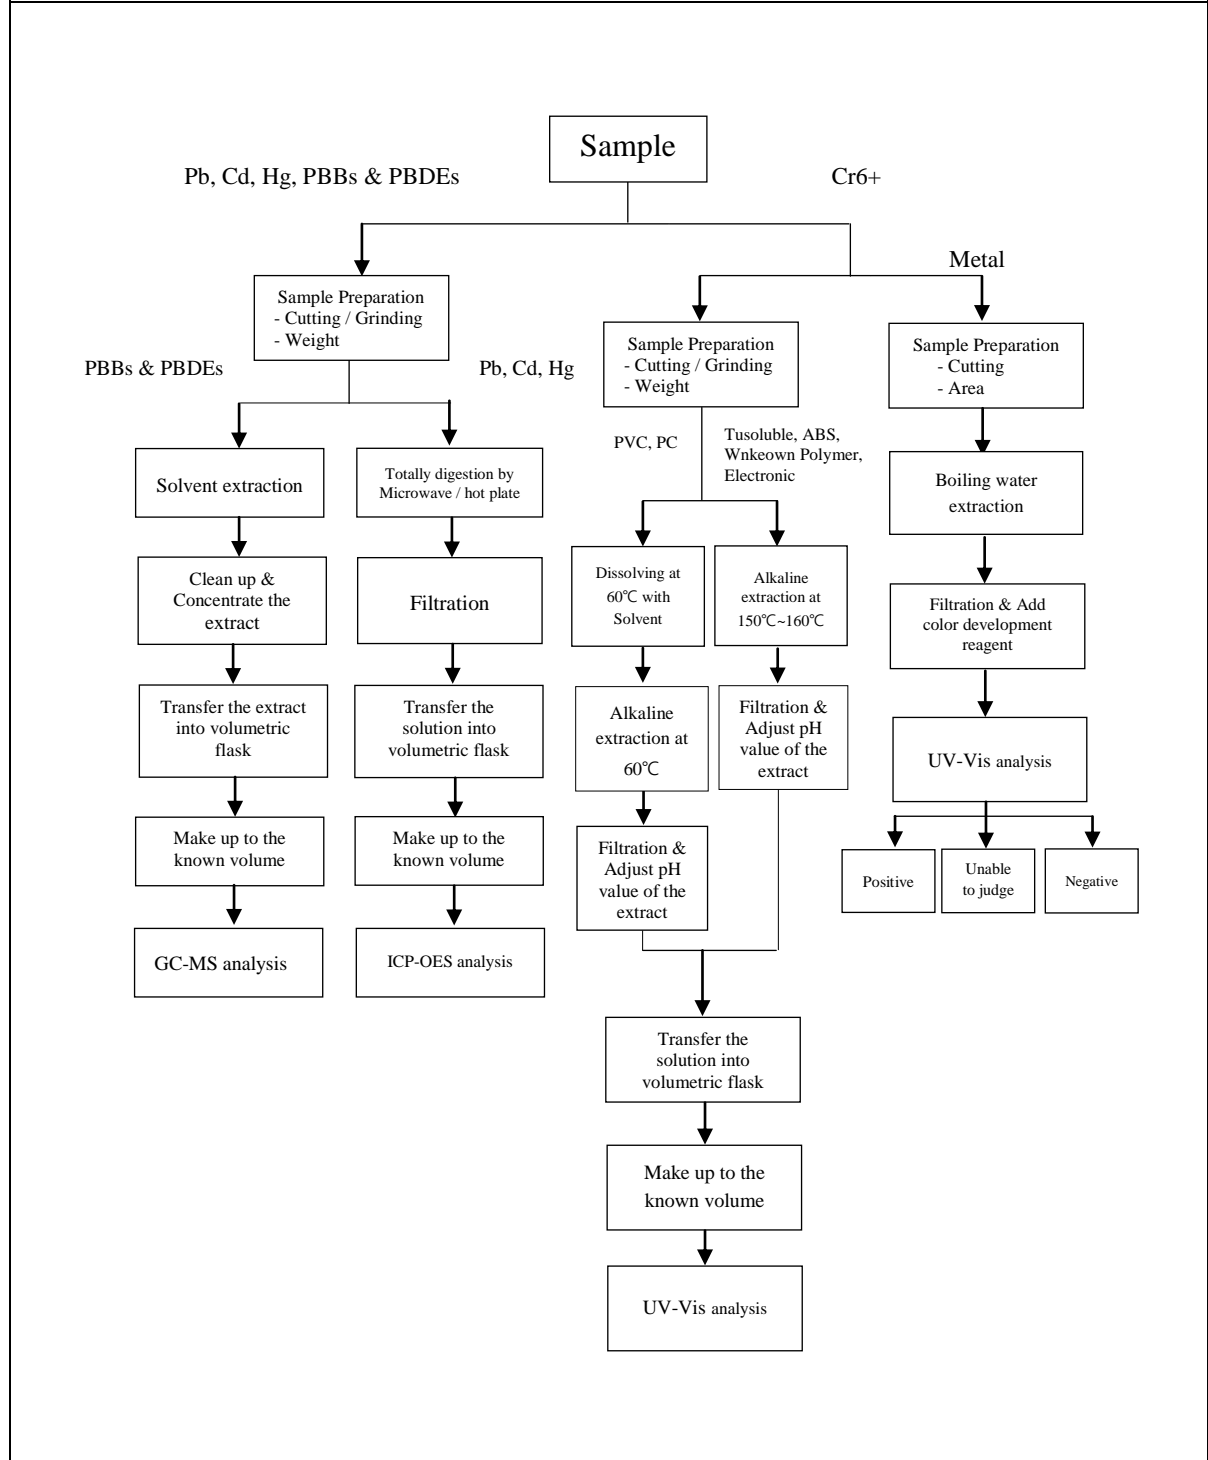 Sample
Pb, Cd, Hg, PBBs & PBDEs
Cr6+
Metal
Sample Preparation
- Cutting / Grinding
- Weight
PBBs & PBDEs
Pb, Cd, Hg
Solvent extraction
Clean up &
Concentrate the
extract
Transfer the extract
into volumetric
flask
Make up to the
known volume
GC-MS analysis
Totally digestion by
Microwave / hot plate
Filtration
Transfer the
solution into
volumetric flask
Make up to the
known volume
ICP-OES analysis
Sample Preparation
- Cutting / Grinding
- Weight
PVC, PC
Tusoluble, ABS,
Wnkeown Polymer,
Electronic
Dissolving at
60℃ with
Solvent
Alkaline
extraction at
60℃
Filtration &
Adjust pH
value of the
extract
Alkaline
extraction at
150℃~160℃
Filtration &
Adjust pH
value of the
extract
Transfer the
solution into
volumetric flask
Make up to the
known volume
UV-Vis analysis
Sample Preparation
- Cutting
- Area
Boiling water
extraction
Filtration & Add
color development
reagent
UV-Vis analysis
Positive
Unable
to judge
Negative